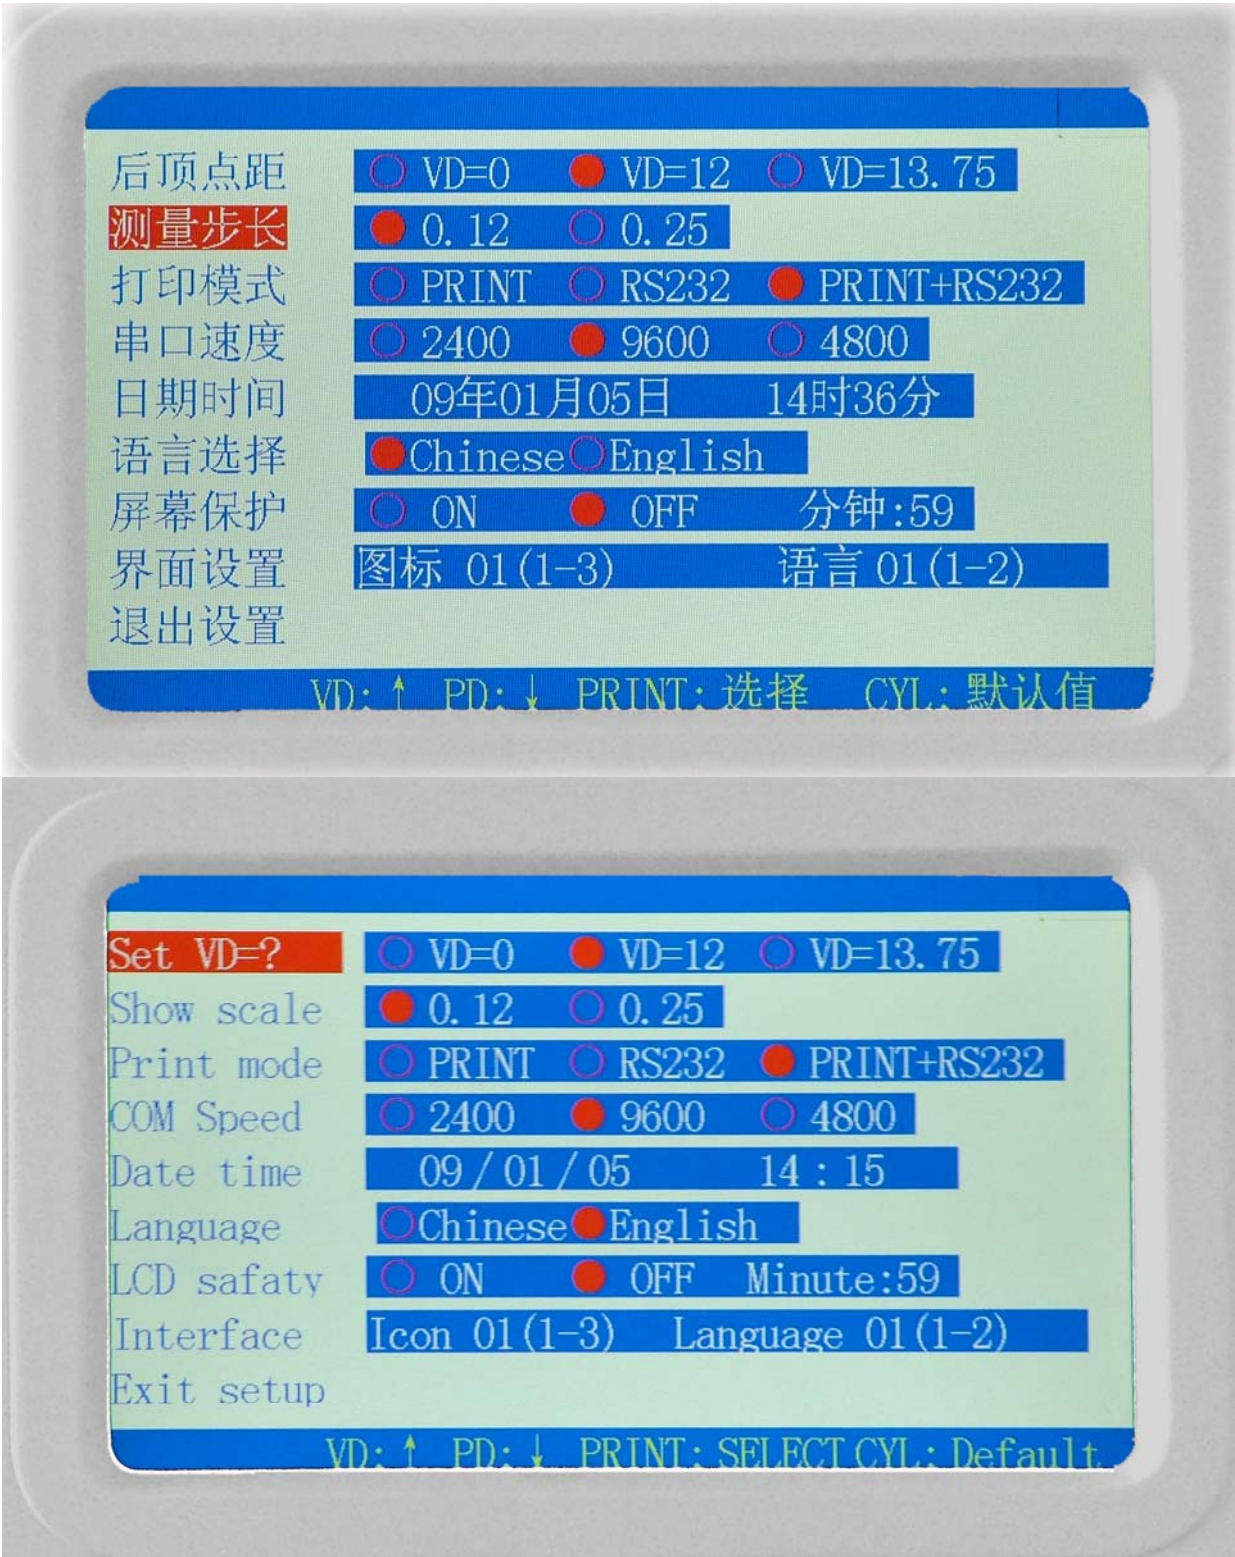 后顶点距 VD=0 VD=12 VD=13.75
测量步长 0.12 0.25
打印模式 PRINT RS232 PRINT+RS232
串口速度 2400 9600 4800
日期时间 09年01月05日 14时36分
语言选择 Chinese English
屏幕保护 ON OFF 分钟:59
界面设置 图标 01(1-3) 语言 01(1-2)
退出设置
VD:↑ PD:↓ PRINT:选择 CYL:默认值
Set VD=? VD=0 VD=12 VD=13.75
Show scale 0.12 0.25
Print mode PRINT RS232 PRINT+RS232
COM Speed 2400 9600 4800
Date time 09/01/05 14:15
Language Chinese English
LCD safaty ON OFF Minute:59
Interface Icon 01(1-3) Language 01(1-2)
Exit setup
VD:↑ PD:↓ PRINT:SELECT CYL:Default